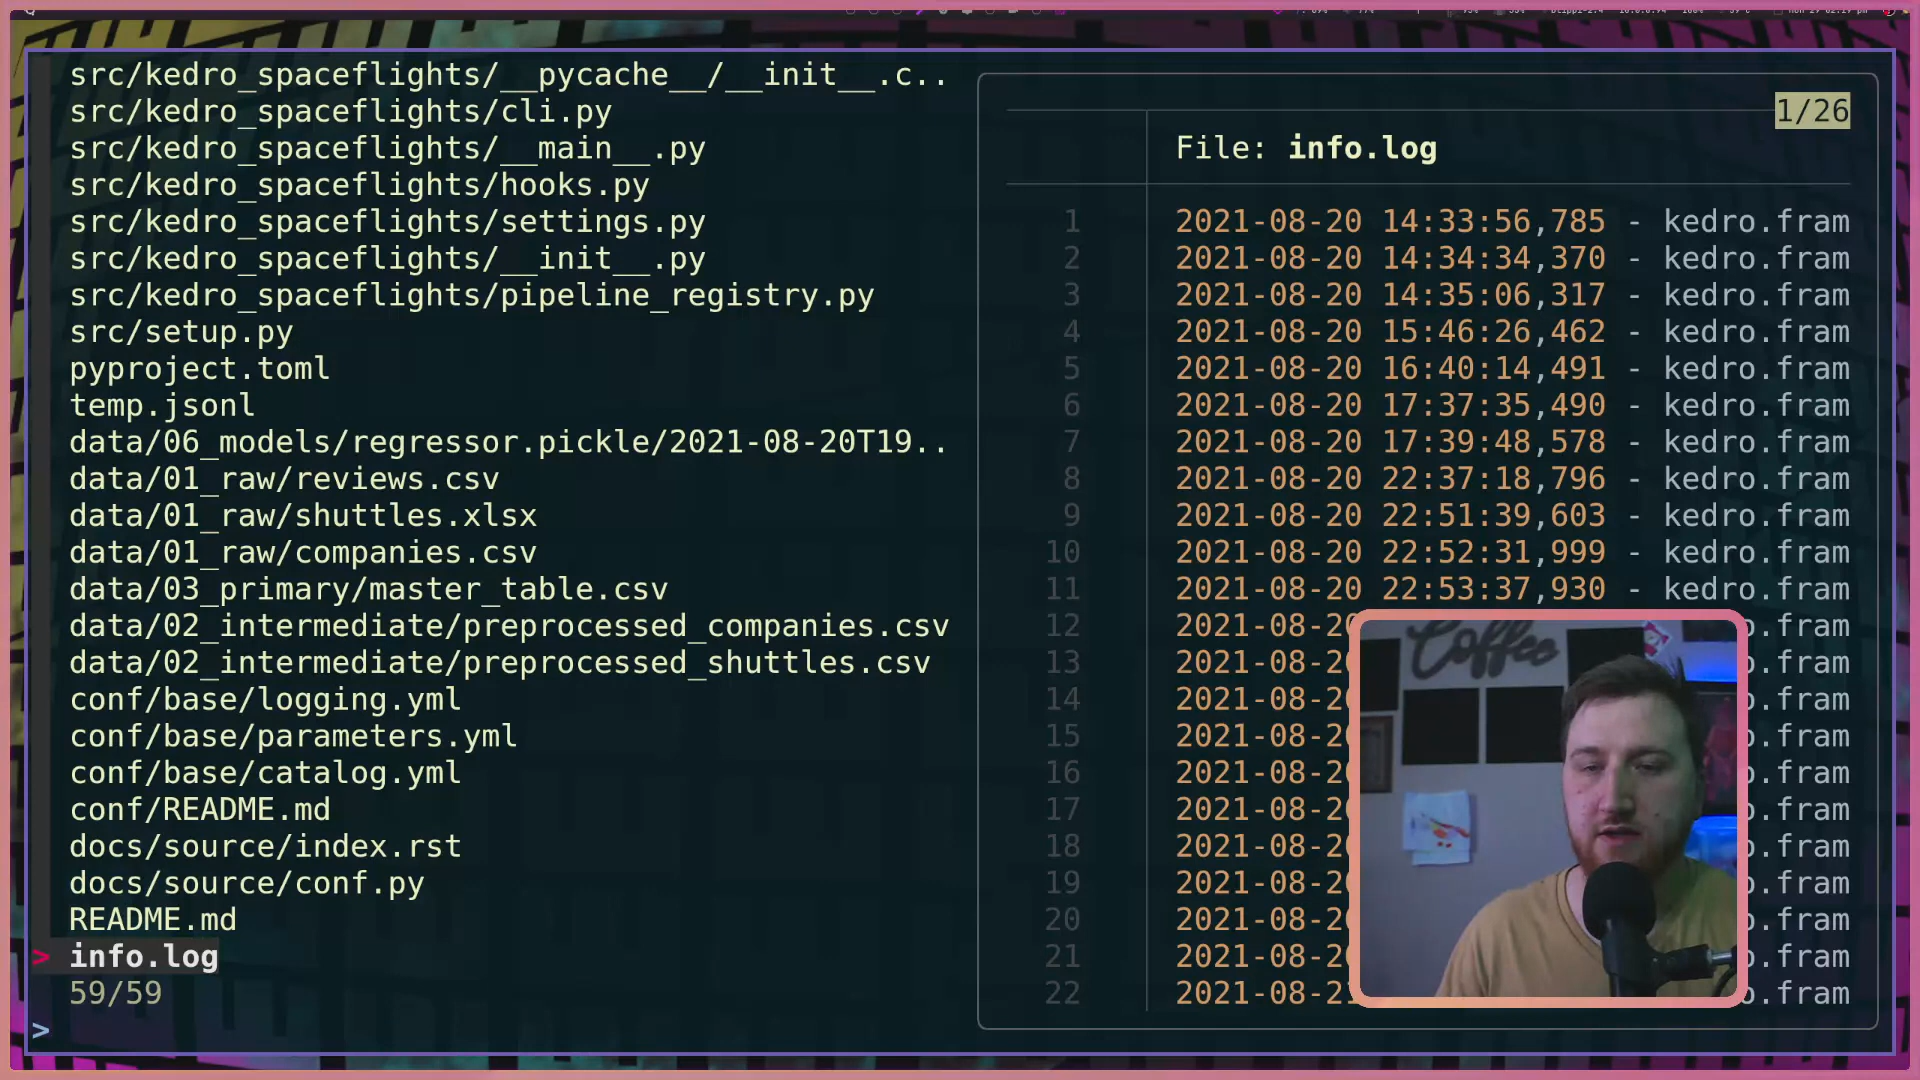 src/kedro_spaceflights/__pycache__/__init__.c..
src/kedro_spaceflights/cli.py
src/kedro_spaceflights/__main__.py
src/kedro_spaceflights/hooks.py
src/kedro_spaceflights/settings.py
src/kedro_spaceflights/__init__.py
src/kedro_spaceflights/pipeline_registry.py
src/setup.py
pyproject.toml
temp.jsonl
data/06_models/regressor.pickle/2021-08-20T19..
data/01_raw/reviews.csv
data/01_raw/shuttles.xlsx
data/01_raw/companies.csv
data/03_primary/master_table.csv
data/02_intermediate/preprocessed_companies.csv
data/02_intermediate/preprocessed_shuttles.csv
conf/base/logging.yml
conf/base/parameters.yml
conf/base/catalog.yml
conf/README.md
docs/source/index.rst
docs/source/conf.py
README.md
> info.log
59/59
>
1/26
File: info.log
1 2021-08-20 14:33:56,785 - kedro.fram
2 2021-08-20 14:34:34,370 - kedro.fram
3 2021-08-20 14:35:06,317 - kedro.fram
4 2021-08-20 15:46:26,462 - kedro.fram
5 2021-08-20 16:40:14,491 - kedro.fram
6 2021-08-20 17:37:35,490 - kedro.fram
7 2021-08-20 17:39:48,578 - kedro.fram
8 2021-08-20 22:37:18,796 - kedro.fram
9 2021-08-20 22:51:39,603 - kedro.fram
10 2021-08-20 22:52:31,999 - kedro.fram
11 2021-08-20 22:53:37,930 - kedro.fram
12 2021-08-20 o.fram
13 2021-08-20 o.fram
14 2021-08-20 o.fram
15 2021-08-20 o.fram
16 2021-08-20 o.fram
17 2021-08-20 o.fram
18 2021-08-20 o.fram
19 2021-08-20 o.fram
20 2021-08-20 o.fram
21 2021-08-20 o.fram
22 2021-08-21 o.fram
Coffee